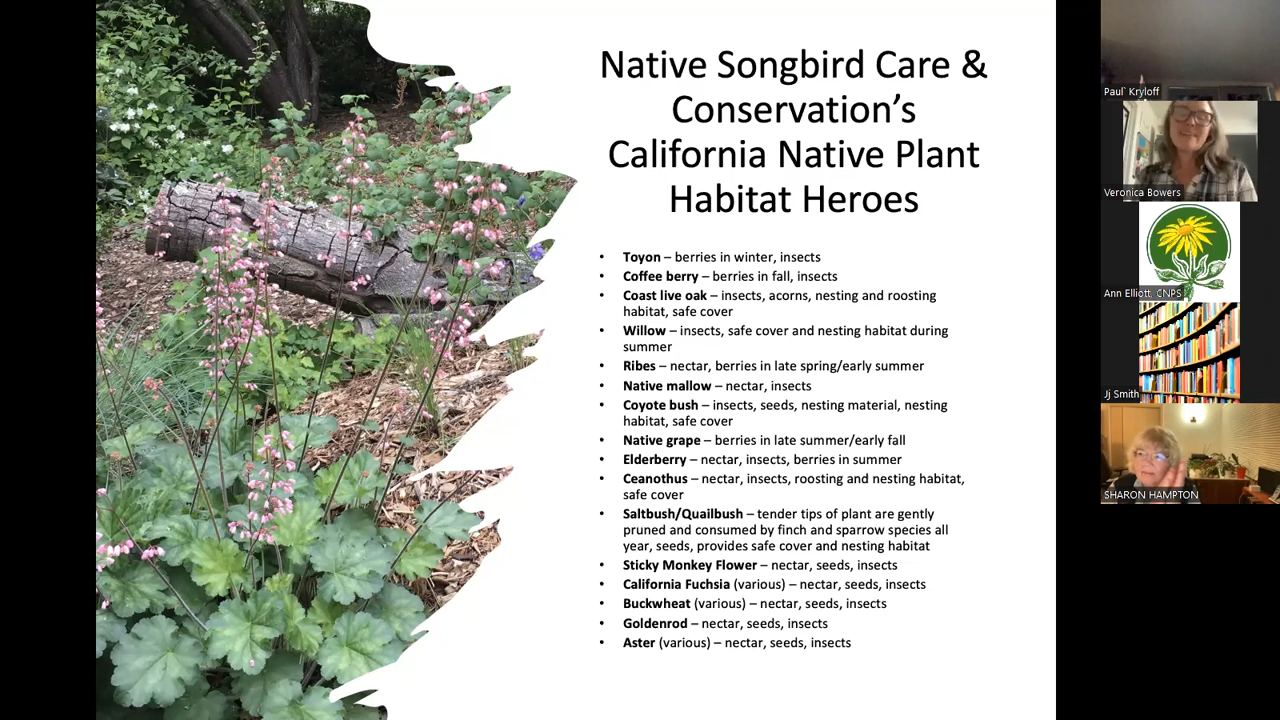 Native Songbird Care &
Conservation’s
California Native Plant
Habitat Heroes
• Toyon – berries in winter, insects
• Coffee berry – berries in fall, insects
• Coast live oak – insects, acorns, nesting and roosting
habitat, safe cover
• Willow – insects, safe cover and nesting habitat during
summer
• Ribes – nectar, berries in late spring/early summer
• Native mallow – nectar, insects
• Coyote bush – insects, seeds, nesting material, nesting
habitat, safe cover
• Native grape – berries in late summer/early fall
• Elderberry – nectar, insects, berries in summer
• Ceanothus – nectar, insects, roosting and nesting habitat,
safe cover
• Saltbush/Quailbush – tender tips of plant are gently
pruned and consumed by finch and sparrow species all
year, seeds, provides safe cover and nesting habitat
• Sticky Monkey Flower – nectar, seeds, insects
• California Fuchsia (various) – nectar, seeds, insects
• Buckwheat (various) – nectar, seeds, insects
• Goldenrod – nectar, seeds, insects
• Aster (various) – nectar, seeds, insects
Paul` Kryloff
Veronica Bowers
Ann Elliott. CNPS
Jj Smith
SHARON HAMPTON